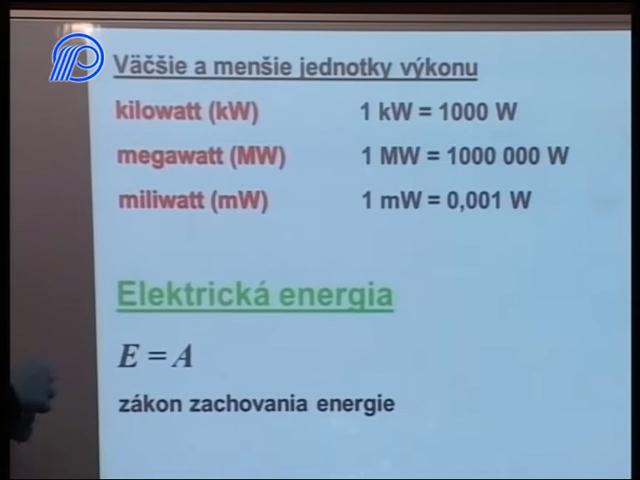 Väčšie a menšie jednotky výkonu
kilowatt (kW) 1 kW = 1000 W
megawatt (MW) 1 MW = 1000 000 W
miliwatt (mW) 1 mW = 0,001 W
Elektrická energia
E = A
zákon zachovania energie